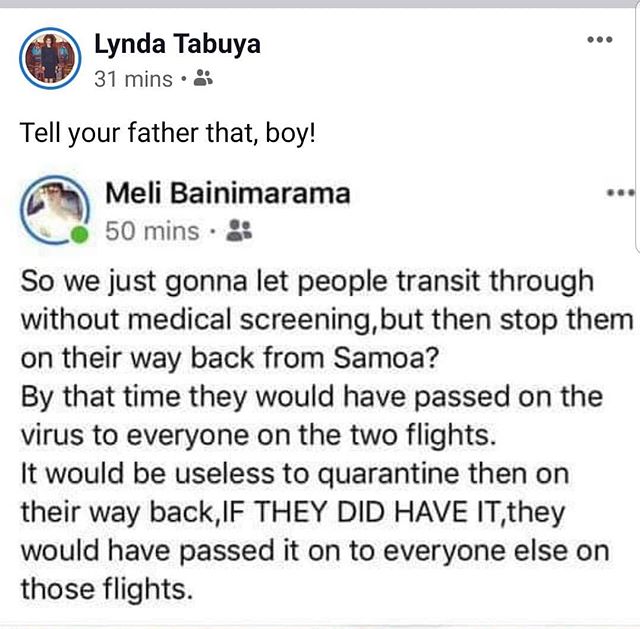 Lynda Tabuya
31 mins •
Tell your father that, boy!
Meli Bainimarama
50 mins ·
So we just gonna let people transit through
without medical screening,but then stop them
on their way back from Samoa?
By that time they would have passed on the
virus to everyone on the two flights.
It would be useless to quarantine then on
their way back,IF THEY DID HAVE IT,they
would have passed it on to everyone else on
those flights.